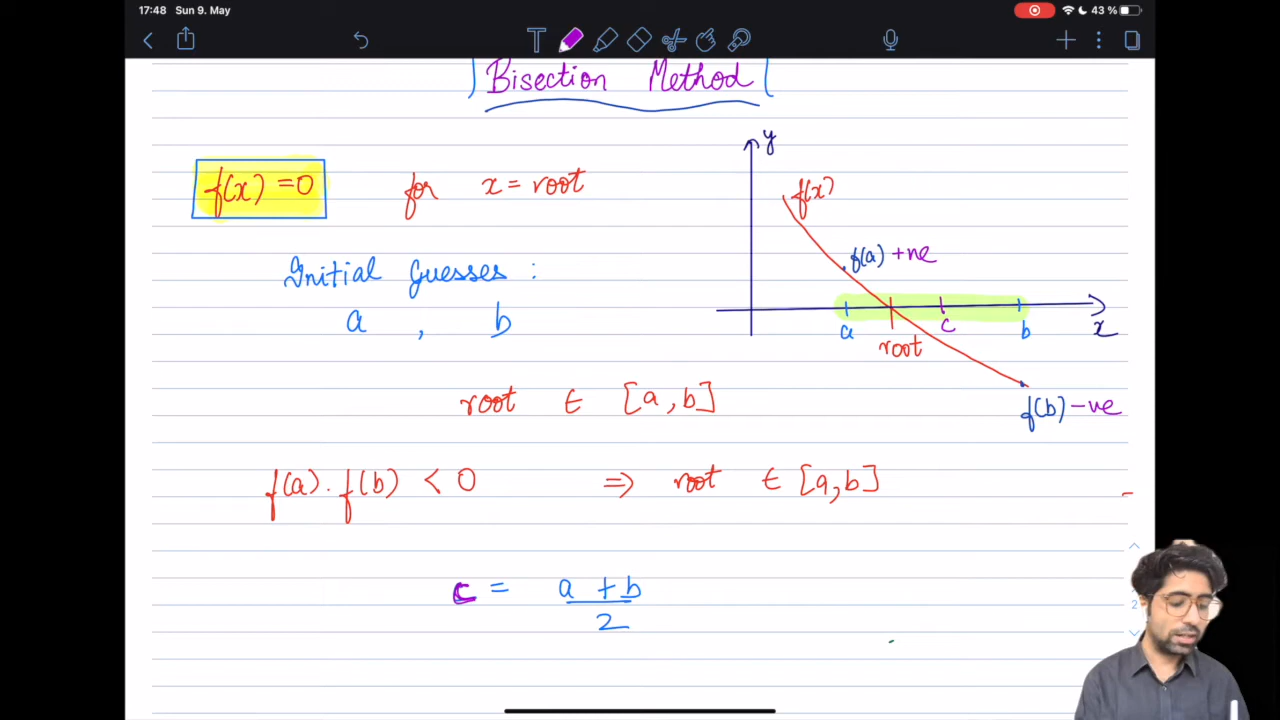 17:48 Sun 9. May 43 %
Bisection Method
y
f(x) = 0 for x = root
f(x)
f(a) +ve
Initial guesses :
a , b
a root c b x
root ∈ [a,b]
f(b) -ve
f(a) . f(b) < 0 ⇒ root ∈ [a,b]
c = a + b
2
2